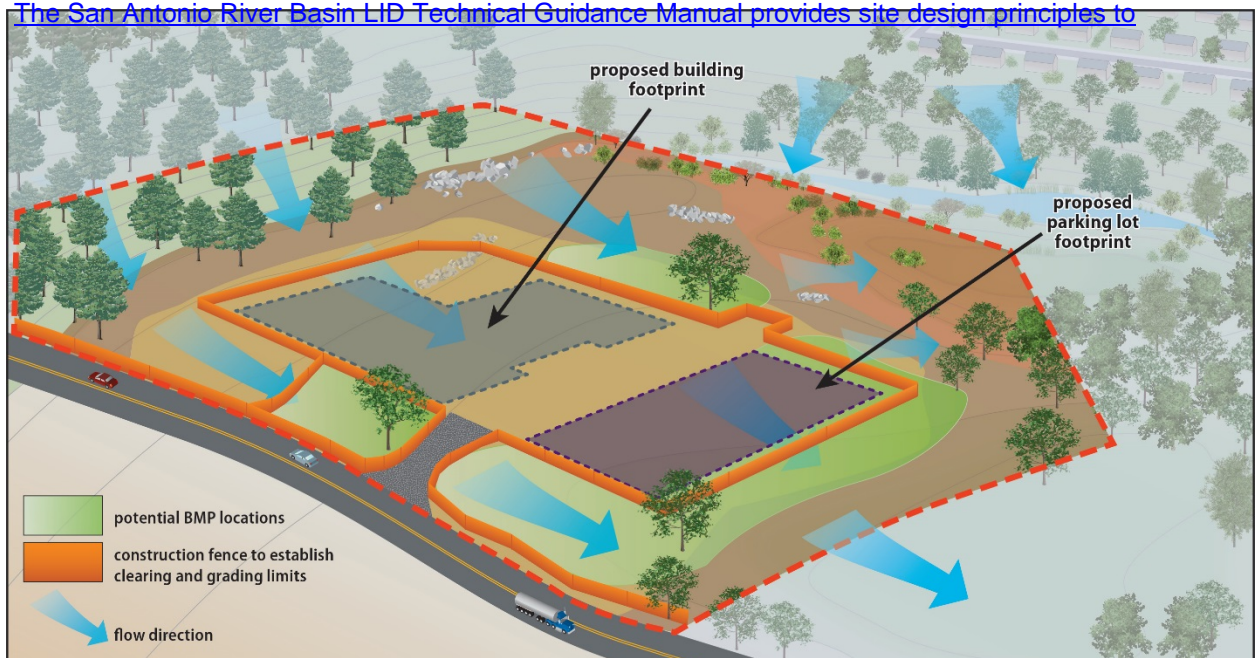 The San Antonio River Basin LID Technical Guidance Manual provides site design principles to
proposed building
footprint
proposed
parking lot
footprint
potential BMP locations
construction fence to establish
clearing and grading limits
flow direction